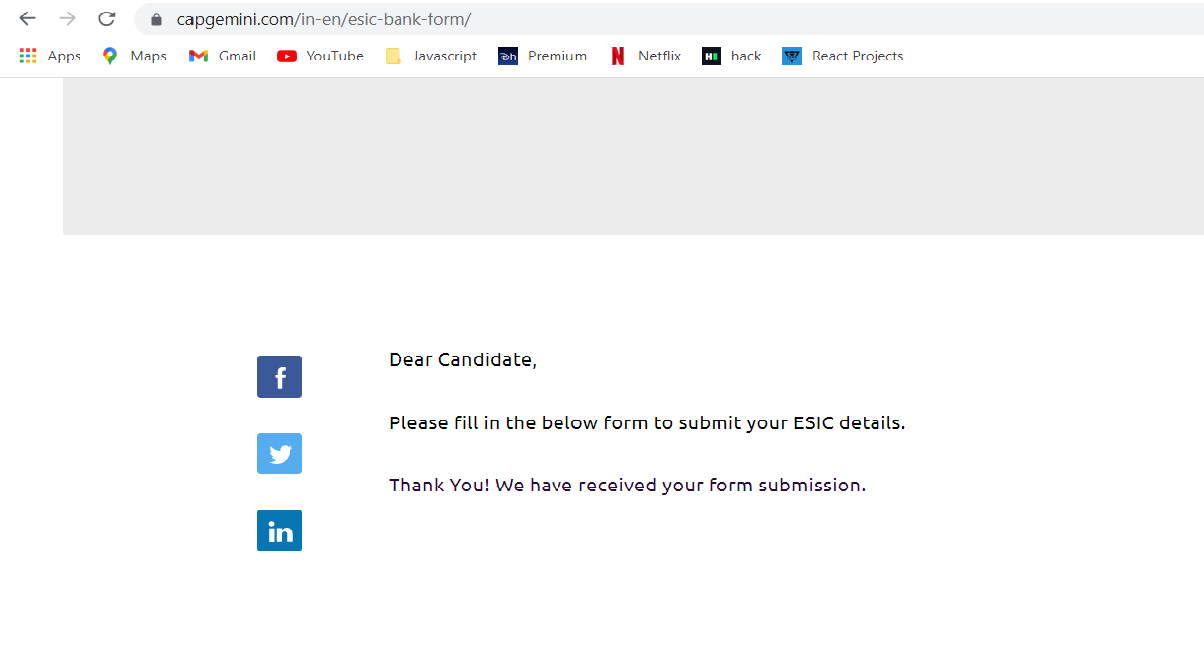 capgemini.com/in-en/esic-bank-form/
Apps Maps Gmail YouTube Javascript Premium Netflix hack React Projects
Dear Candidate,
Please fill in the below form to submit your ESIC details.
Thank You! We have received your form submission.